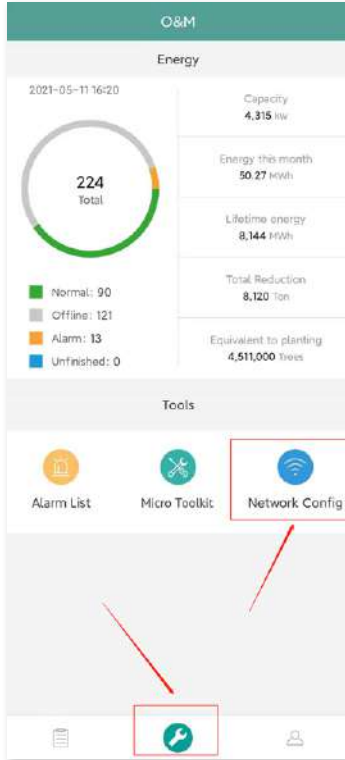 O&M
Energy
2021-05-11 16:20
224
Total
Normal: 90
Offline: 121
Alarm: 13
Unfinished: 0
Capacity
4,315 kw
Energy this month
50.27 MWh
Lifetime energy
8,144 MWh
Total Reduction
8,120 Ton
Equivalent to planting
4,511,000 Trees
Tools
Alarm List
Micro Toolkit
Network Config